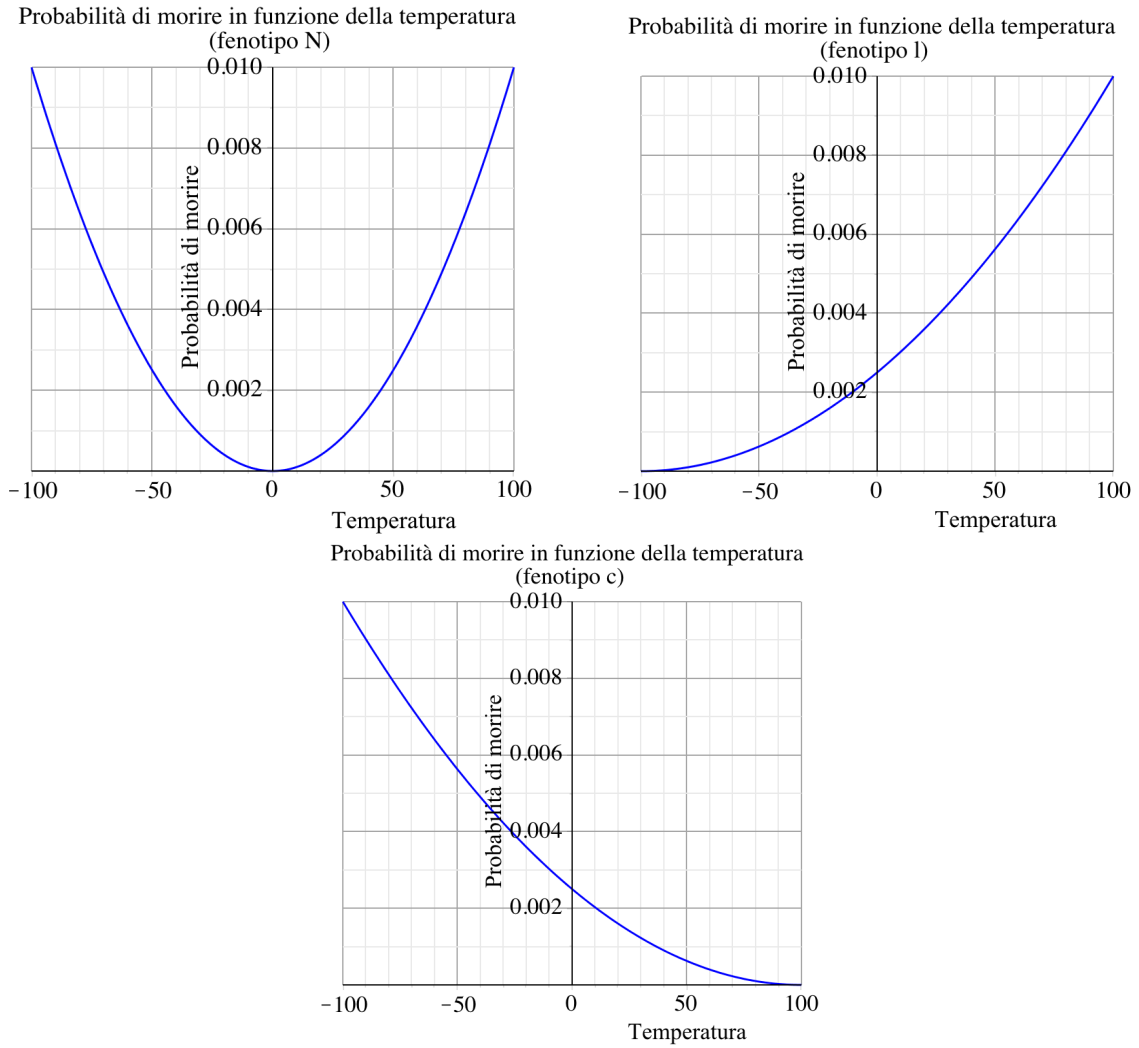 Probabilità di morire in funzione della temperatura
(fenotipo N)
0.010
0.008
0.006
0.004
0.002
Probabilità di morire
−100
−50
0
50
100
Temperatura
Probabilità di morire in funzione della temperatura
(fenotipo l)
0.010
0.008
0.006
0.004
0.002
Probabilità di morire
−100
−50
0
50
100
Temperatura
Probabilità di morire in funzione della temperatura
(fenotipo c)
0.010
0.008
0.006
0.004
0.002
Probabilità di morire
−100
−50
0
50
100
Temperatura